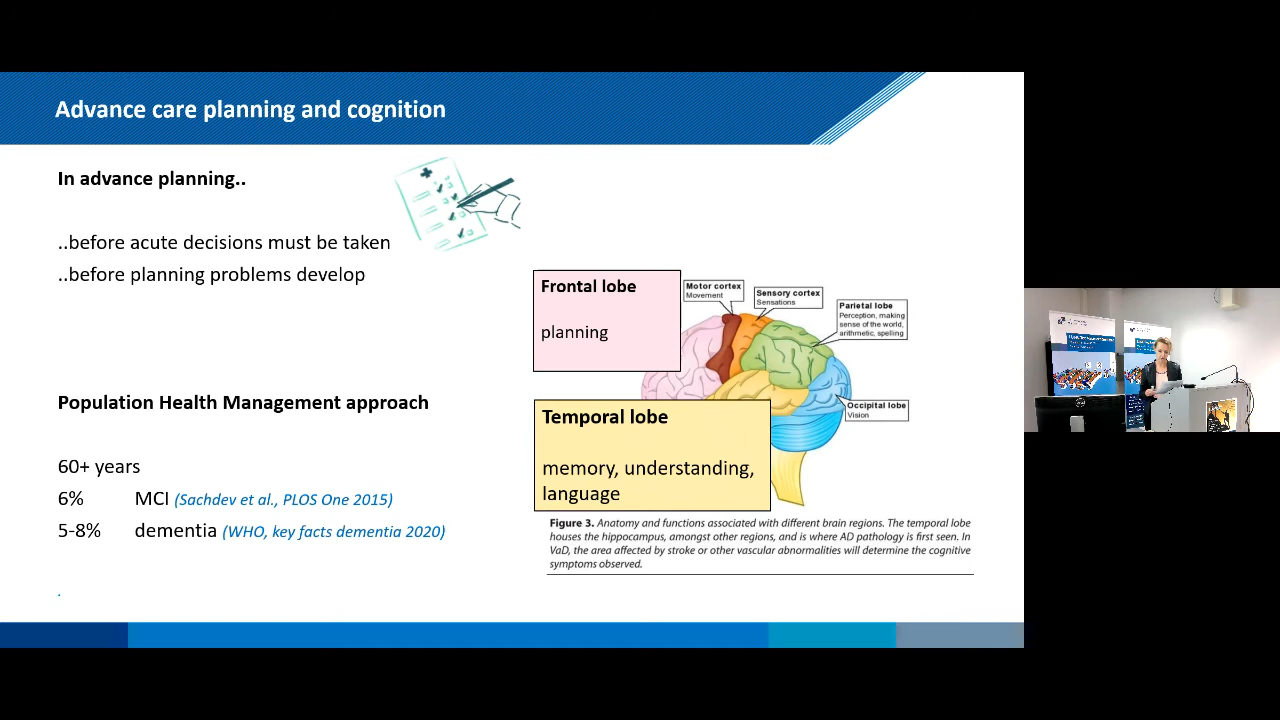 Advance care planning and cognition
In advance planning..
..before acute decisions must be taken
..before planning problems develop
Population Health Management approach
60+ years
6% MCI (Sachdev et al., PLOS One 2015)
5-8% dementia (WHO, key facts dementia 2020)
.
Frontal lobe
planning
Temporal lobe
memory, understanding,
language
Motor cortex
Movement
Sensory cortex
Sensations
Parietal lobe
Perception, making
sense of the world,
arithmetic, spelling
Occipital lobe
Vision
Figure 3. Anatomy and functions associated with different brain regions. The temporal lobe
houses the hippocampus, amongst other regions, and is where AD pathology is first seen. In
VaD, the area affected by stroke or other vascular abnormalities will determine the cognitive
symptoms observed.